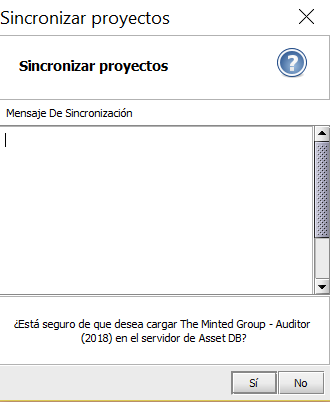 Sincronizar proyectos
Sincronizar proyectos
?
Mensaje De Sincronización
¿Está seguro de que desea cargar The Minted Group - Auditor
(2018) en el servidor de Asset DB?
Sí
No